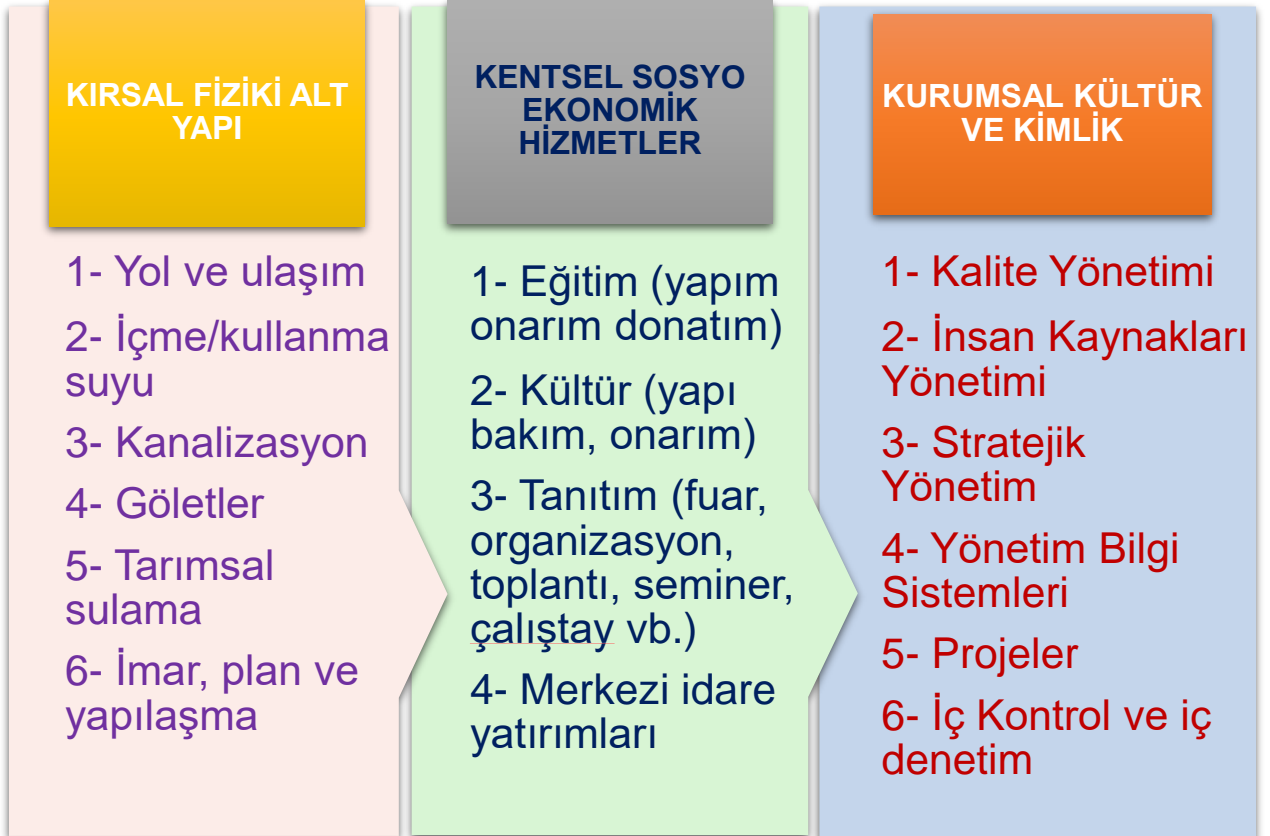 KIRSAL FİZİKİ ALT
YAPI
1- Yol ve ulaşım
2- İçme/kullanma
suyu
3- Kanalizasyon
4- Göletler
5- Tarımsal
sulama
6- İmar, plan ve
yapılaşma
KENTSEL SOSYO
EKONOMİK
HİZMETLER
1- Eğitim (yapım
onarım donatım)
2- Kültür (yapı
bakım, onarım)
3- Tanıtım (fuar,
organizasyon,
toplantı, seminer,
çalıştay vb.)
4- Merkezi idare
yatırımları
KURUMSAL KÜLTÜR
VE KİMLİK
1- Kalite Yönetimi
2- İnsan Kaynakları
Yönetimi
3- Stratejik
Yönetim
4- Yönetim Bilgi
Sistemleri
5- Projeler
6- İç Kontrol ve iç
denetim